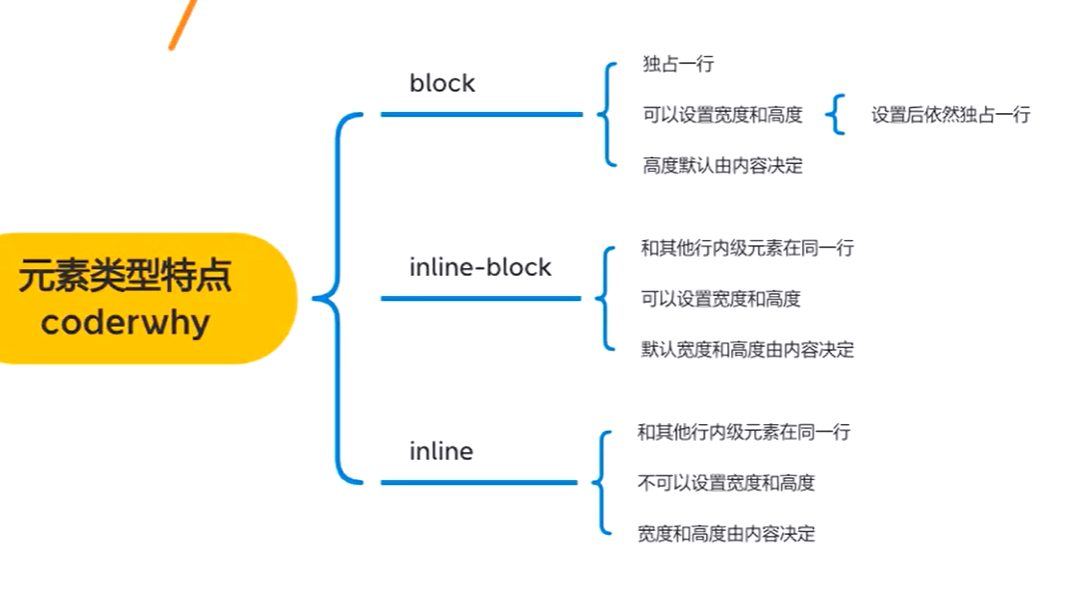 元素类型特点
coderwhy
block
独占一行
可以设置宽度和高度
设置后依然独占一行
高度默认由内容决定
inline-block
和其他行内级元素在同一行
可以设置宽度和高度
默认宽度和高度由内容决定
inline
和其他行内级元素在同一行
不可以设置宽度和高度
宽度和高度由内容决定